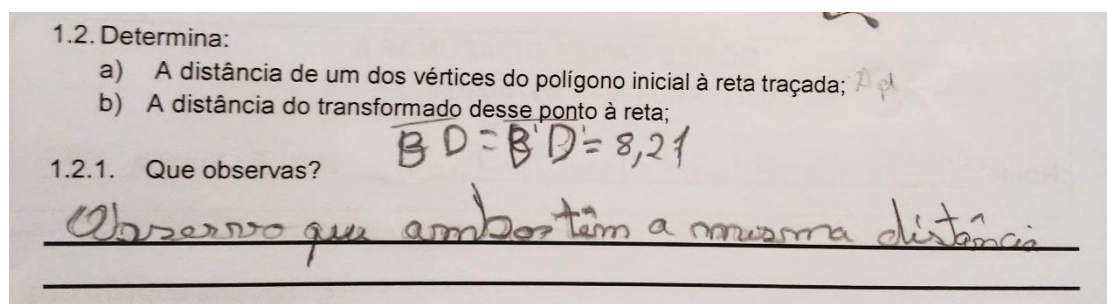 1.2. Determina:
a) A distância de um dos vértices do polígono inicial à reta traçada;
b) A distância do transformado desse ponto à reta;
BD = B'D' = 8,21
1.2.1. Que observas?
Observo que ambos têm a mesma distância